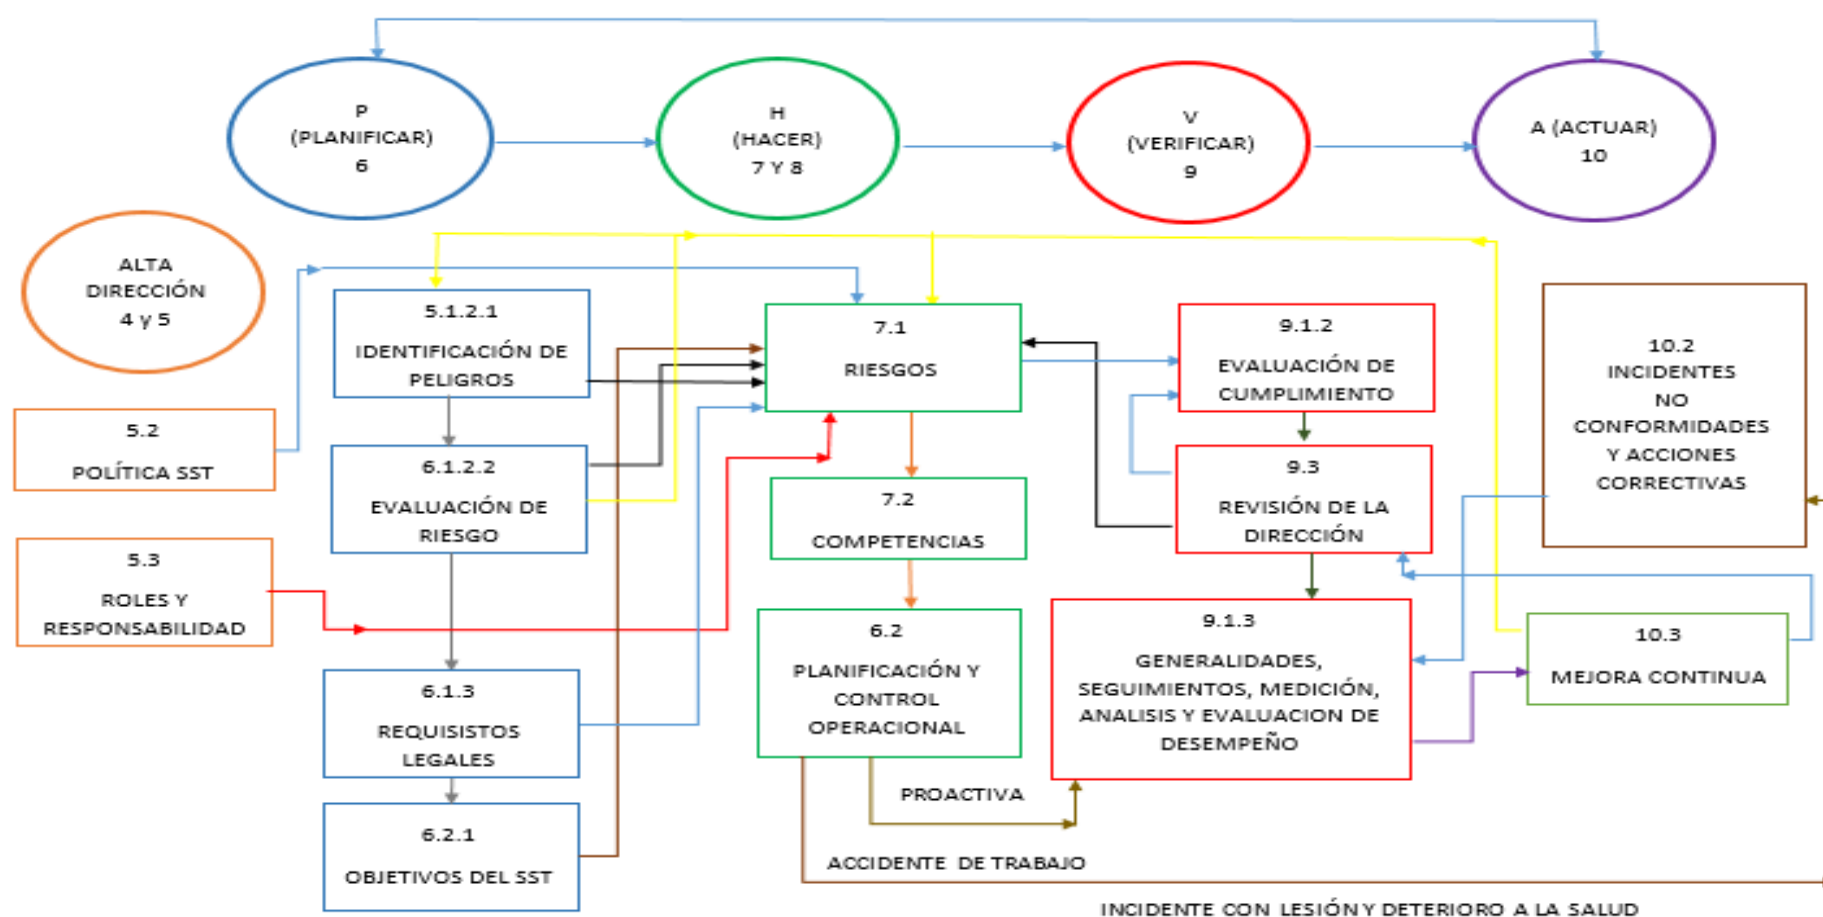 P
(PLANIFICAR)
6
H
(HACER)
7 Y 8
V
(VERIFICAR)
9
A (ACTUAR)
10
ALTA
DIRECCIÓN
4 y 5
5.2
POLÍTICA SST
5.3
ROLES Y
RESPONSABILIDAD
5.1.2.1
IDENTIFICACIÓN DE
PELIGROS
6.1.2.2
EVALUACIÓN DE
RIESGO
6.1.3
REQUISISTOS
LEGALES
6.2.1
OBJETIVOS DEL SST
7.1
RIESGOS
7.2
COMPETENCIAS
6.2
PLANIFICACIÓN Y
CONTROL
OPERACIONAL
PROACTIVA
ACCIDENTE DE TRABAJO
INCIDENTE CON LESIÓN Y DETERIORO A LA SALUD
9.1.2
EVALUACIÓN DE
CUMPLIMIENTO
9.3
REVISIÓN DE LA
DIRECCIÓN
9.1.3
GENERALIDADES,
SEGUIMIENTOS, MEDICIÓN,
ANALISIS Y EVALUACION DE
DESEMPEÑO
10.2
INCIDENTES
NO
CONFORMIDADES
Y ACCIONES
CORRECTIVAS
10.3
MEJORA CONTINUA